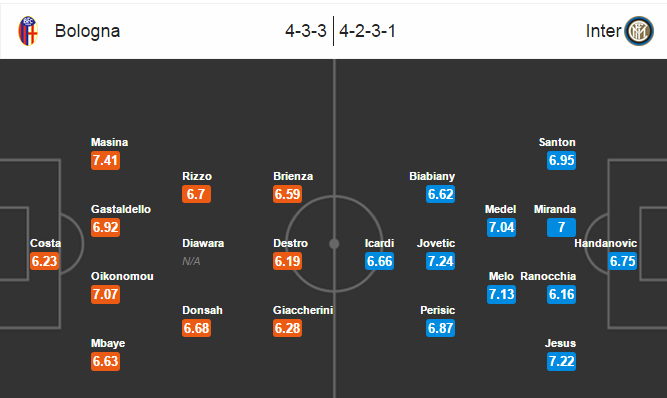 Bologna 4-3-3 4-2-3-1 Inter
Masina
7.41
Gastaldello
6.92
Costa
6.23
Oikonomou
7.07
Mbaye
6.63
Rizzo
6.7
Diawara
N/A
Donsah
6.68
Brienza
6.59
Destro
6.19
Giaccherini
6.28
Icardi
6.66
Biabiany
6.62
Jovetic
7.24
Perisic
6.87
Medel
7.04
Melo
7.13
Santon
6.95
Miranda
7
Ranocchia
6.16
Jesus
7.22
Handanovic
6.75